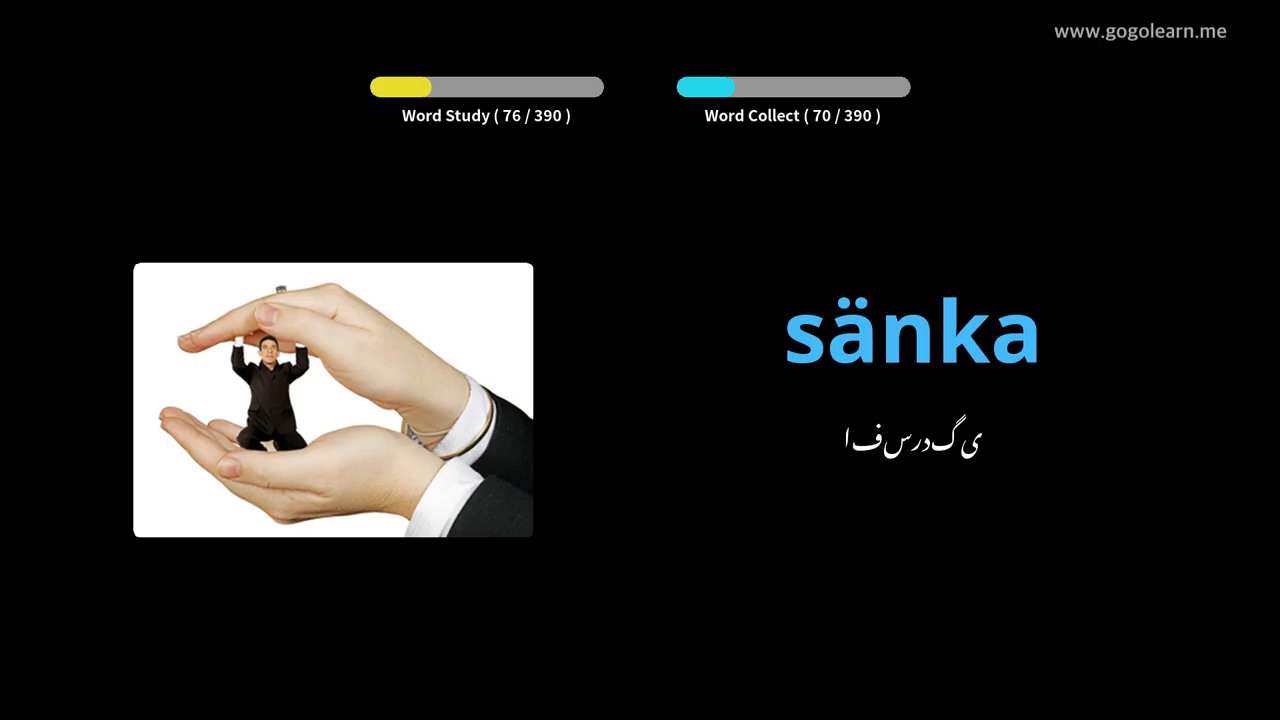 www.gogolearn.me
Word Study ( 76 / 390 )
Word Collect ( 70 / 390 )
sänka
افسردگی